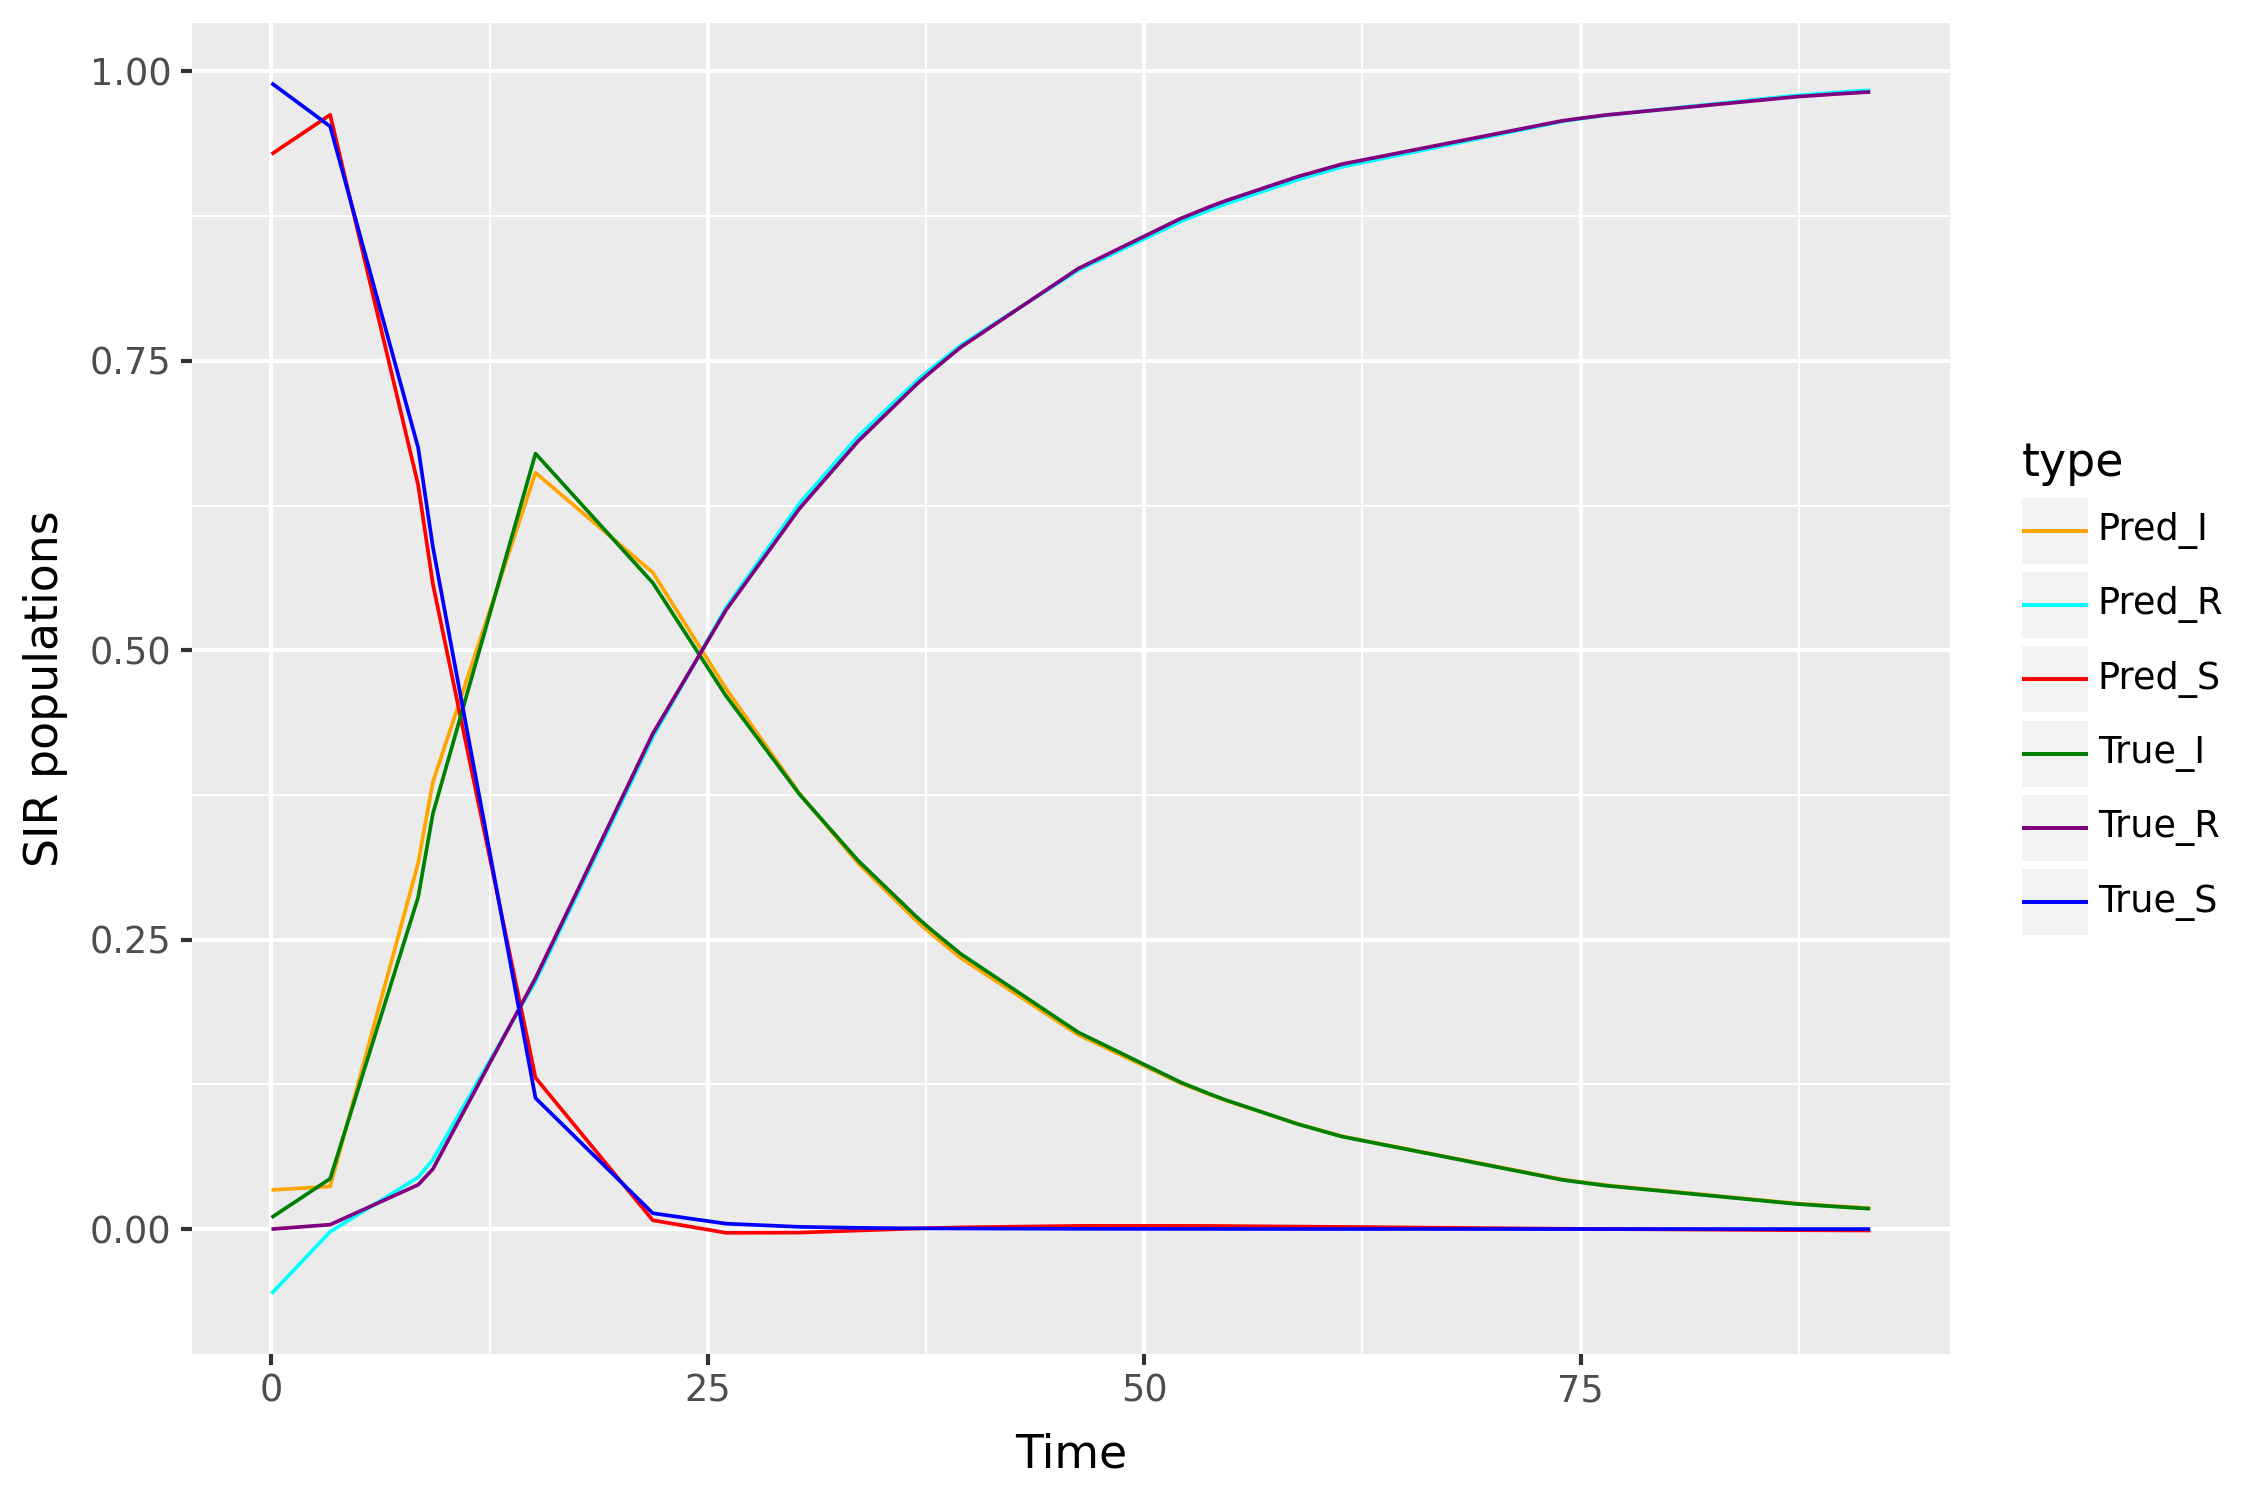 1.00
0.75
0.50
0.25
0.00
SIR populations
0
25
50
75
Time
type
Pred_I
Pred_R
Pred_S
True_I
True_R
True_S